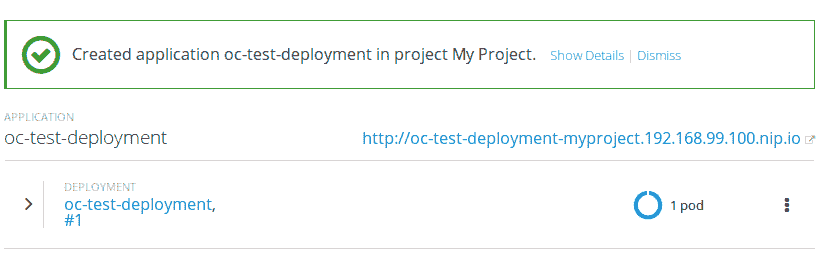 Created application oc-test-deployment in project My Project. Show Details | Dismiss
APPLICATION
oc-test-deployment http://oc-test-deployment-myproject.192.168.99.100.nip.io
DEPLOYMENT
oc-test-deployment,
#1
1 pod